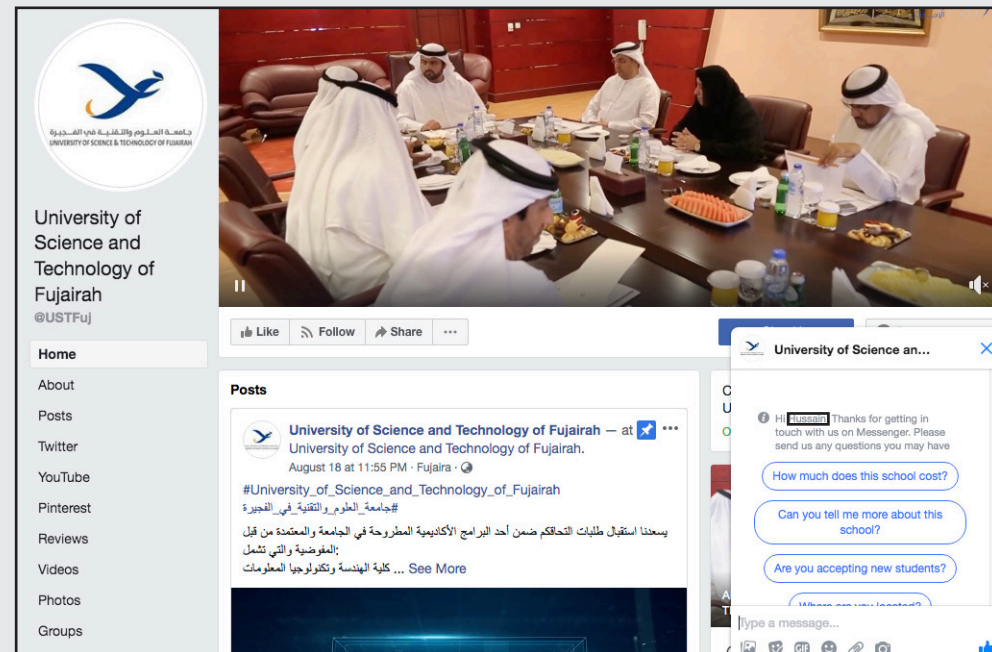 جامعة العلوم والتقنية في الفجيرة
UNIVERSITY OF SCIENCE & TECHNOLOGY OF FUJAIRAH
University of
Science and
Technology of
Fujairah
@USTFuj
Home
About
Posts
Twitter
YouTube
Pinterest
Reviews
Videos
Photos
Groups
Like
Follow
Share
Posts
University of Science and Technology of Fujairah — at
University of Science and Technology of Fujairah.
August 18 at 11:55 PM · Fujaira ·
#University_of_Science_and_Technology_of_Fujairah
#جامعة_العلوم_والتقنية_في_الفجيرة
يسعدنا استقبال طلبات التحاقكم ضمن أحد البرامج الأكاديمية المطروحة في الجامعة والمعتمدة من قبل
المفوضية والتي تشمل:
كلية الهندسة وتكنولوجيا المعلومات ... See More
University of Science an...
Hi Hussain! Thanks for getting in
touch with us on Messenger. Please
send us any questions you may have
How much does this school cost?
Can you tell me more about this
school?
Are you accepting new students?
Where are you located?
Type a message...
GIF